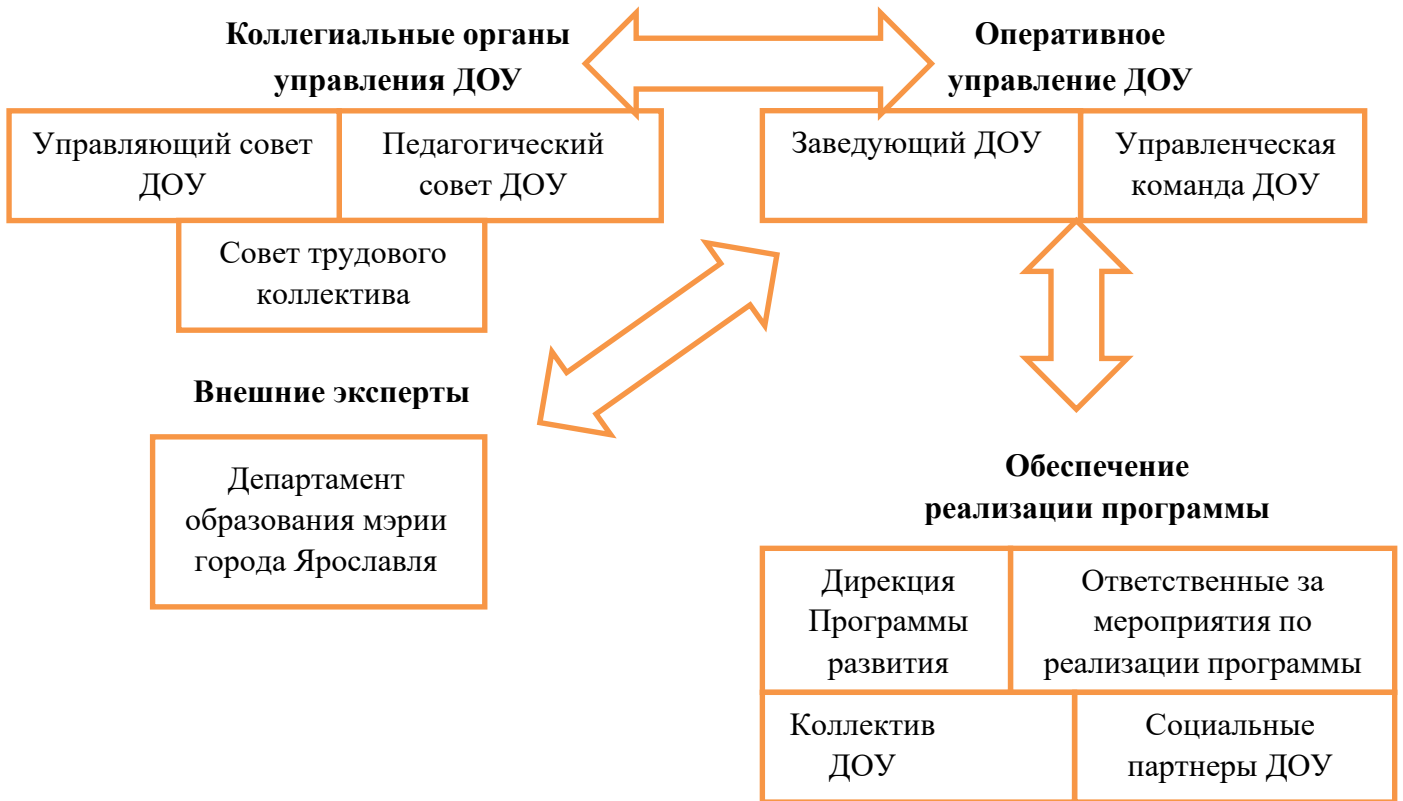 Коллегиальные органы
управления ДОУ
Управляющий совет
ДОУ
Педагогический
совет ДОУ
Совет трудового
коллектива
Оперативное
управление ДОУ
Заведующий ДОУ
Управленческая
команда ДОУ
Внешние эксперты
Департамент
образования мэрии
города Ярославля
Обеспечение
реализации программы
Дирекция
Программы
развития
Ответственные за
мероприятия по
реализации программы
Коллектив
ДОУ
Социальные
партнеры ДОУ